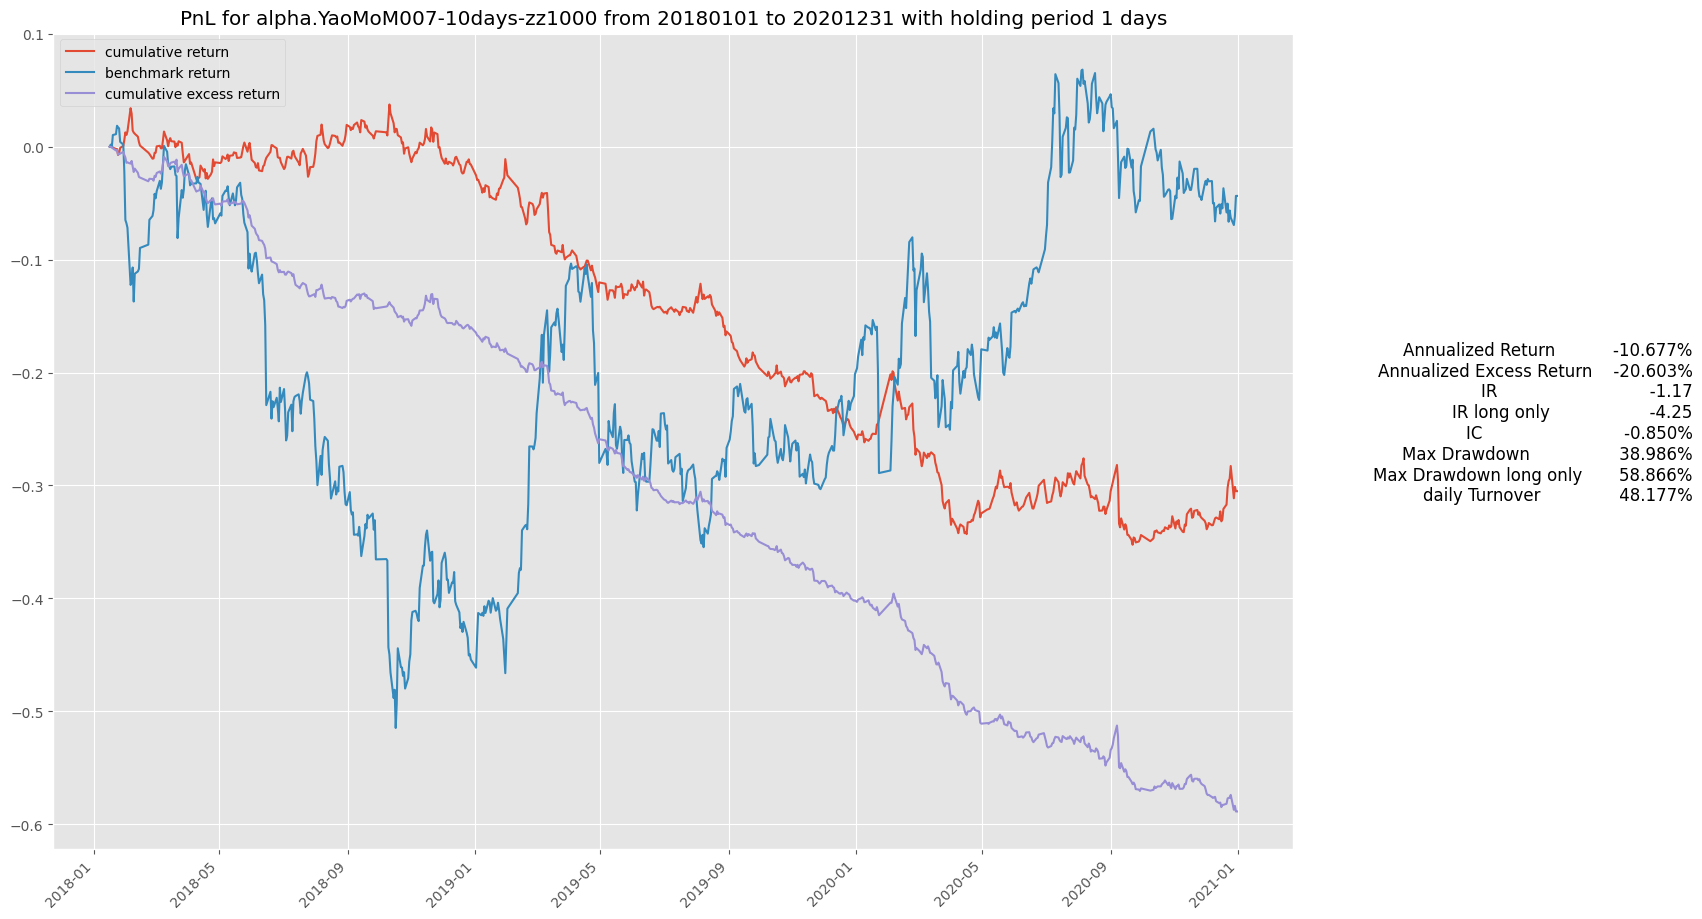 PnL for alpha.YaoMoM007-10days-zz1000 from 20180101 to 20201231 with holding period 1 days
cumulative return
benchmark return
cumulative excess return
0.1
0.0
−0.1
−0.2
−0.3
−0.4
−0.5
−0.6
2018-01
2018-05
2018-09
2019-01
2019-05
2019-09
2020-01
2020-05
2020-09
2021-01
Annualized Return -10.677%
Annualized Excess Return -20.603%
IR -1.17
IR long only -4.25
IC -0.850%
Max Drawdown 38.986%
Max Drawdown long only 58.866%
daily Turnover 48.177%